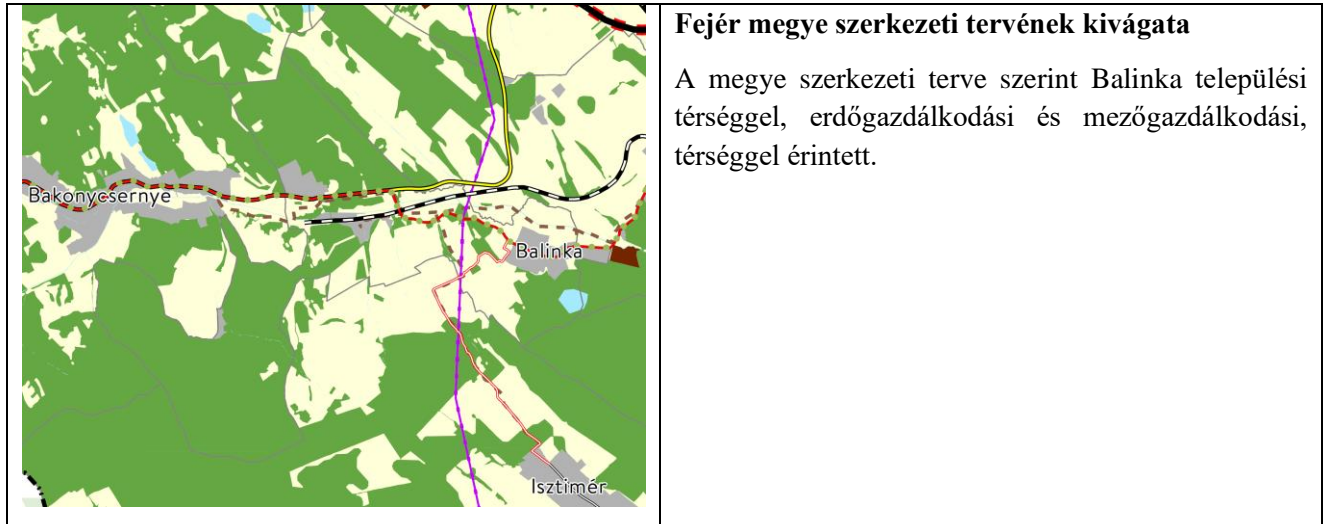 Fejér megye szerkezeti tervének kivágata
A megye szerkezeti terve szerint Balinka települési
térséggel, erdőgazdálkodási és mezőgazdálkodási,
térséggel érintett.
Bakonycsernye
Balinka
Isztimér